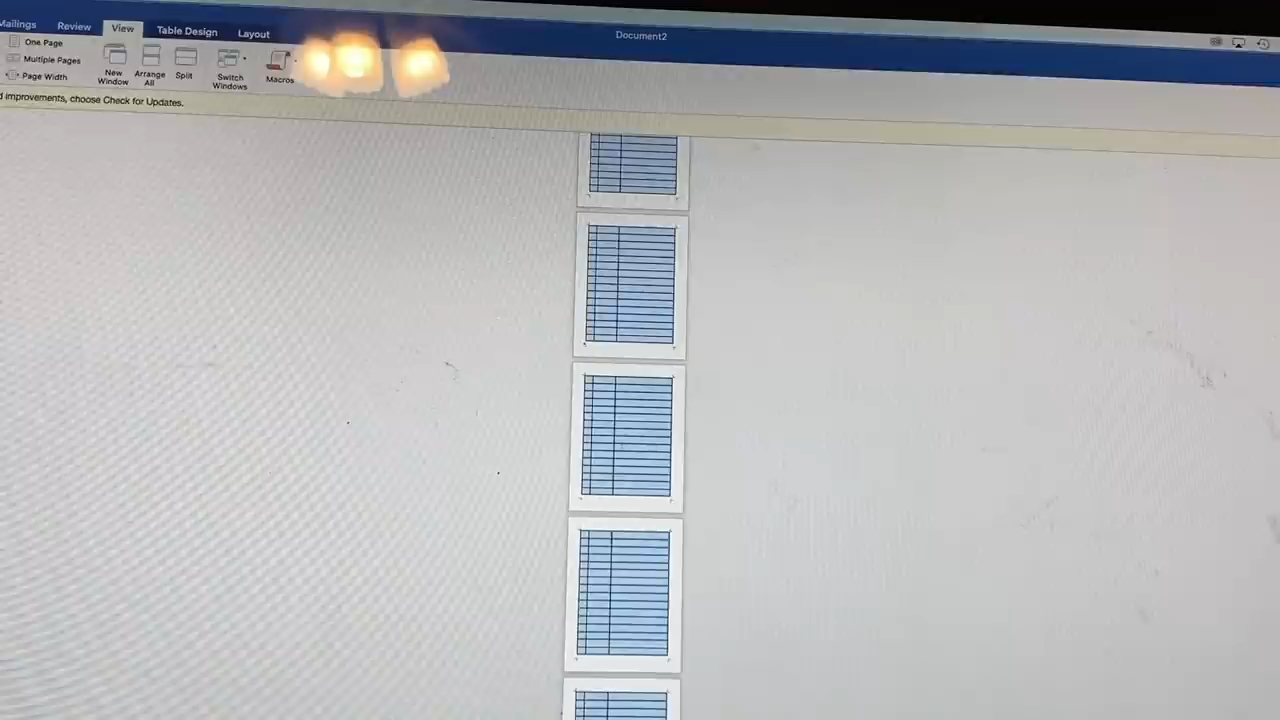 Mailings Review View Table Design Layout Document2
One Page
Multiple Pages
Page Width
New Window
Arrange All
Split
Switch Windows
Macros
d improvements, choose Check for Updates.